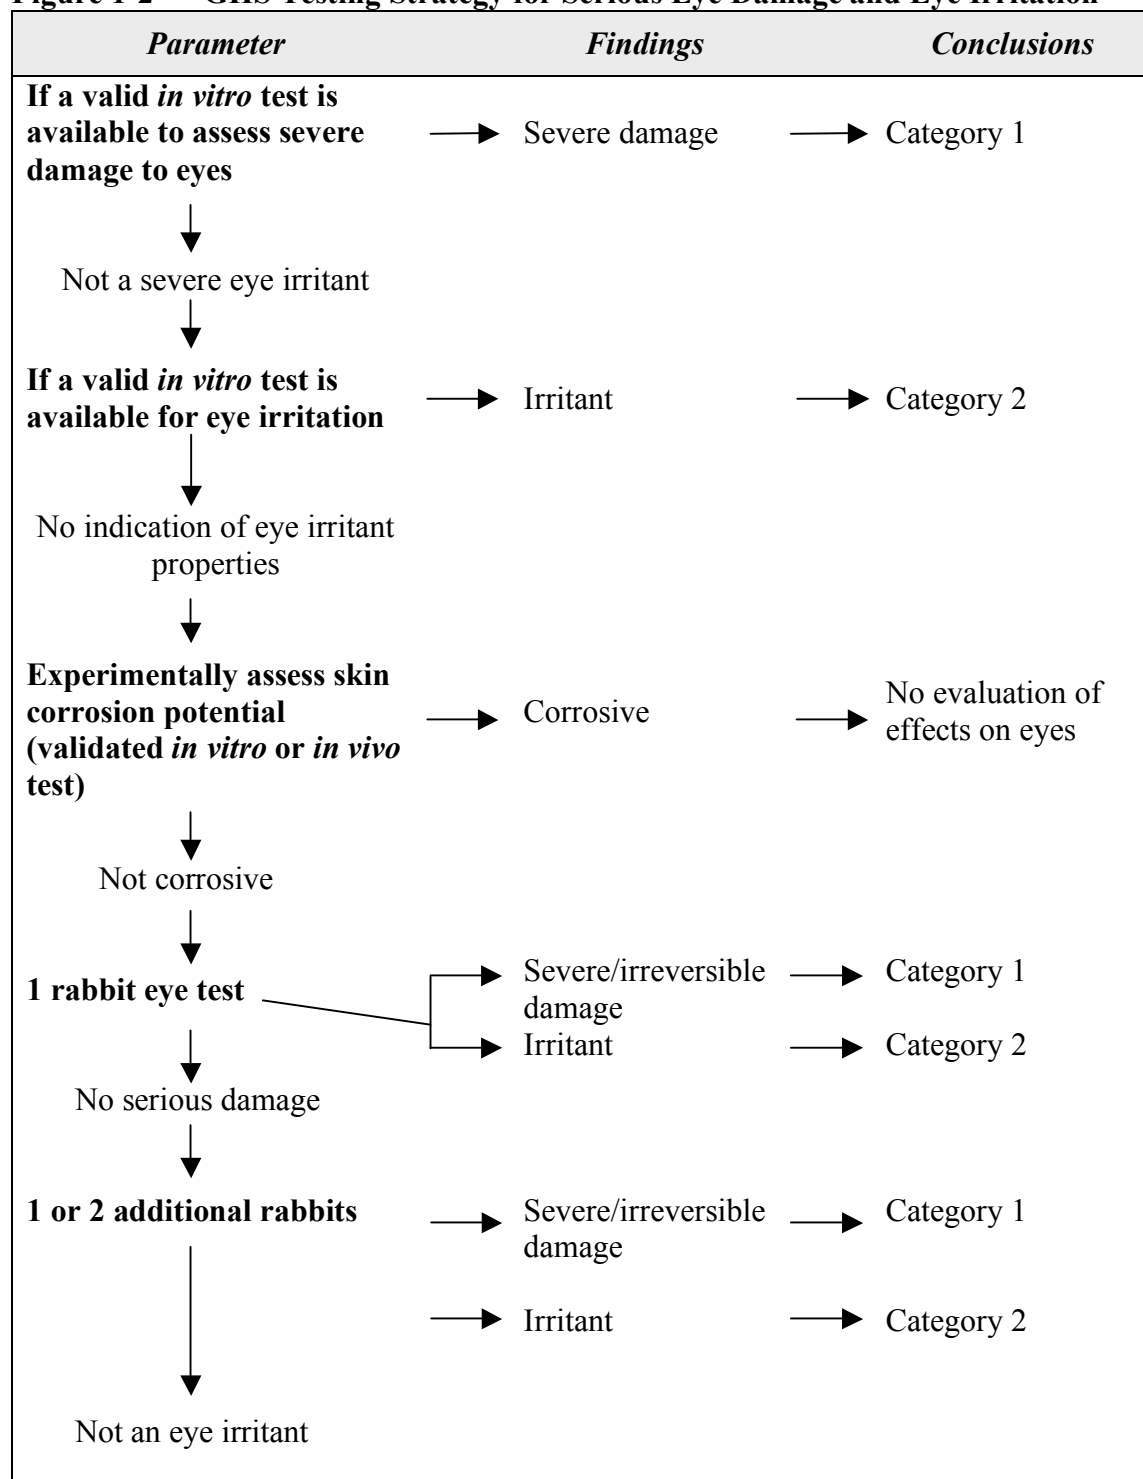 Figure 1-2 GHS Testing Strategy for Serious Eye Damage and Eye Irritation
Parameter Findings Conclusions
If a valid in vitro test is
available to assess severe
damage to eyes
Severe damage
Category 1
Not a severe eye irritant
If a valid in vitro test is
available for eye irritation
Irritant
Category 2
No indication of eye irritant
properties
Experimentally assess skin
corrosion potential
(validated in vitro or in vivo
test)
Corrosive
No evaluation of
effects on eyes
Not corrosive
1 rabbit eye test
Severe/irreversible
damage
Category 1
Irritant
Category 2
No serious damage
1 or 2 additional rabbits
Severe/irreversible
damage
Category 1
Irritant
Category 2
Not an eye irritant